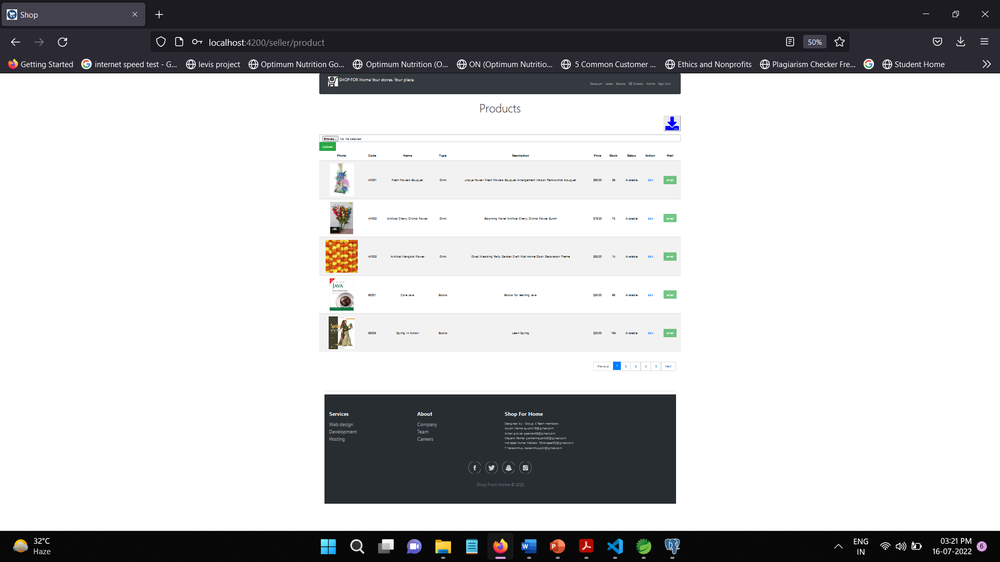 Shop
localhost:4200/seller/product
50%
Getting Started
internet speed test - G...
levis project
Optimum Nutrition Go...
Optimum Nutrition (O...
ON (Optimum Nutritio...
5 Common Customer ...
Ethics and Nonprofits
Plagiarism Checker Fre...
Student Home
SHOP FOR Home Your stores. Your place.
Discount Users Stocks Orders Admin Sign Out
Products
Browse... No file selected.
Upload
Photo Code Name Type Description Price Stock Status Action Mail
AF001 Fresh Flowers Bouquet Drink unique flower- Fresh Flowers Bouquet Arrangement Indoor Plant-orchid bouquet $90.00 39 Available Edit email
AF002 Artificial Cherry Orchid Flower Drink Blooming Floret Artificial Cherry Orchid Flower Bunch $76.00 75 Available Edit email
AF003 Artificial Marigold Flower Drink Diwali Wedding Party Garden Craft Wall Home Door Decoration Theme $83.00 14 Available Edit email
JAVA
B0001 Core Java Books Books for learning Java $30.00 96 Available Edit email
Spring
IN ACTION
B0002 Spring In Action Books Learn Spring $20.00 195 Available Edit email
Previous 1 2 3 4 5 Next
Services
Web design
Development
Hosting
About
Company
Team
Careers
Shop For Home
Designed by : Group 4 Team members:
Ayush Verma
Aman grover
Mayank Parihar
Indrajeet Kumar Mahato
T Narasimhulu
Shop From Home © 2022
32°C
Haze
ENG
IN
03:21 PM
16-07-2022
6